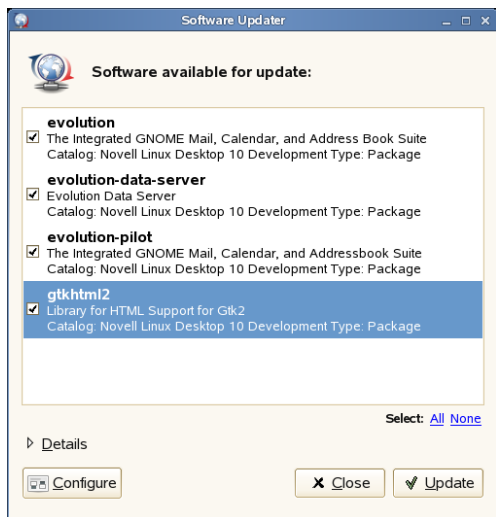 Software Updater
Software available for update:
evolution
The Integrated GNOME Mail, Calendar, and Address Book Suite
Catalog: Novell Linux Desktop 10 Development Type: Package
evolution-data-server
Evolution Data Server
Catalog: Novell Linux Desktop 10 Development Type: Package
evolution-pilot
The Integrated GNOME Mail, Calendar, and Addressbook Suite
Catalog: Novell Linux Desktop 10 Development Type: Package
gtkhtml2
Library for HTML Support for Gtk2
Catalog: Novell Linux Desktop 10 Development Type: Package
Select: All None
Details
Configure Close Update